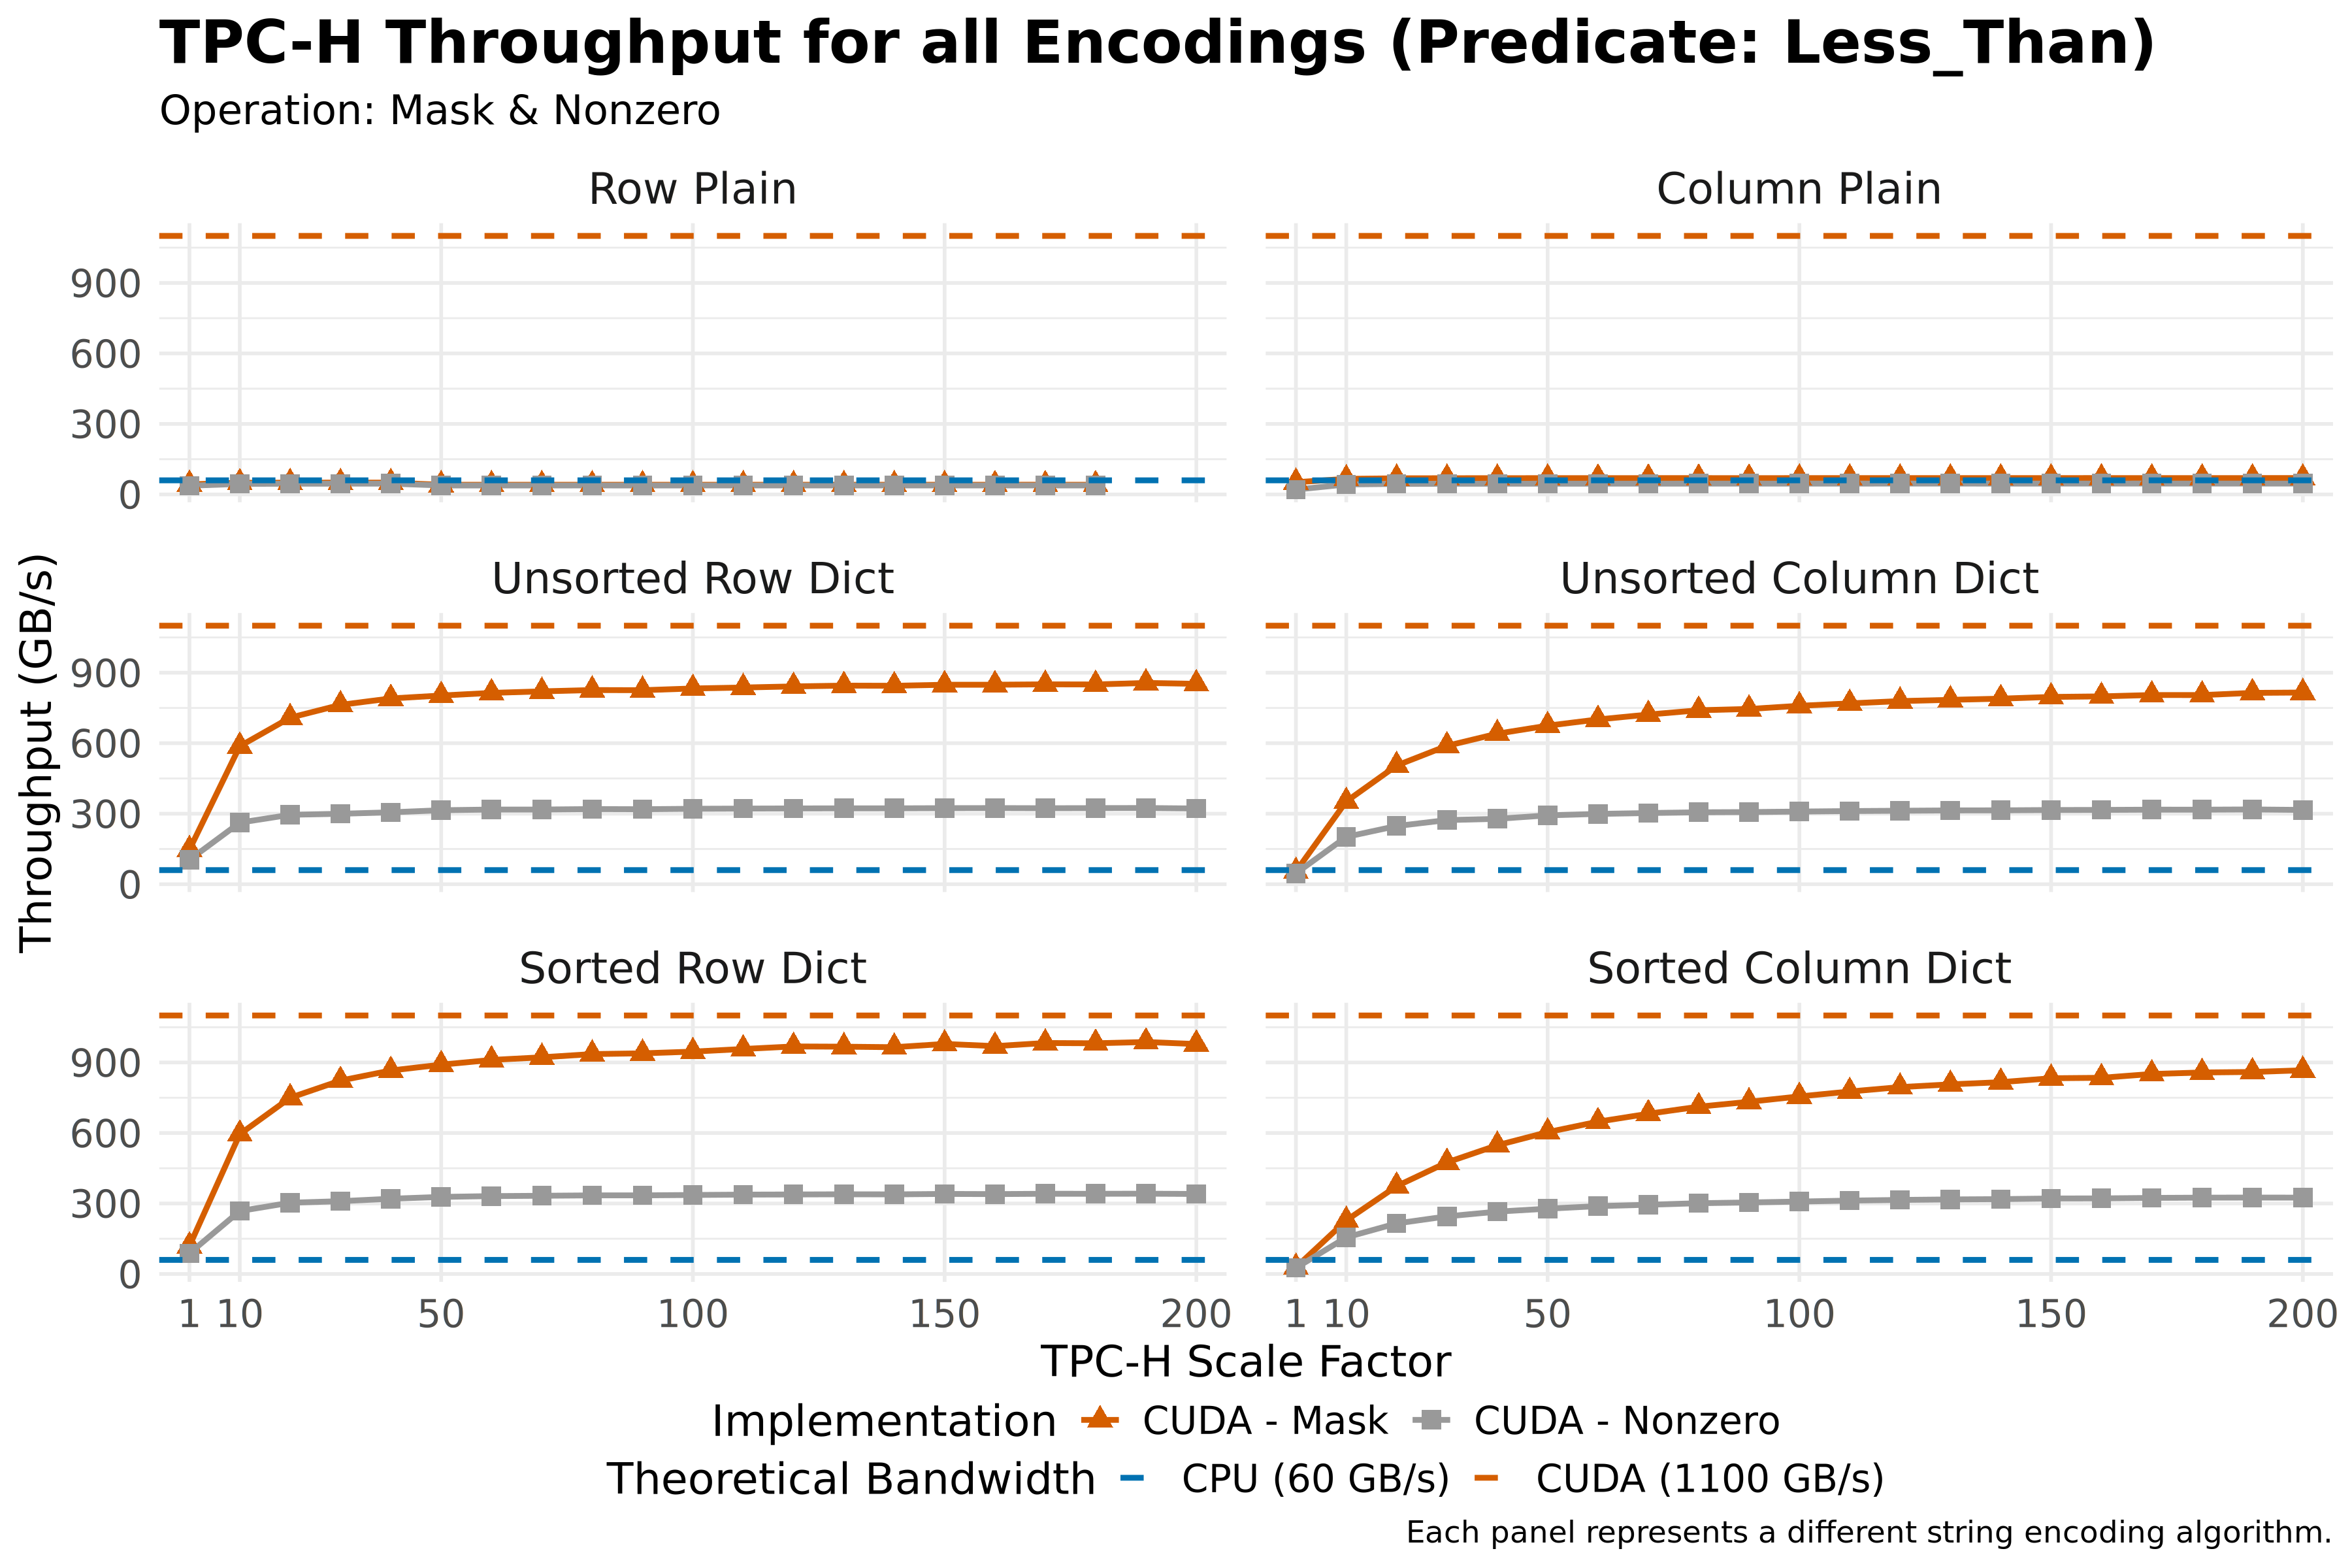 TPC-H Throughput for all Encodings (Predicate: Less_Than)
Operation: Mask & Nonzero
Row Plain
Column Plain
900
600
300
0
Unsorted Row Dict
Unsorted Column Dict
Throughput (GB/s)
900
600
300
0
Sorted Row Dict
Sorted Column Dict
900
600
300
0
1 10 50 100 150 200
1 10 50 100 150 200
TPC-H Scale Factor
Implementation CUDA - Mask CUDA - Nonzero
Theoretical Bandwidth CPU (60 GB/s) CUDA (1100 GB/s)
Each panel represents a different string encoding algorithm.